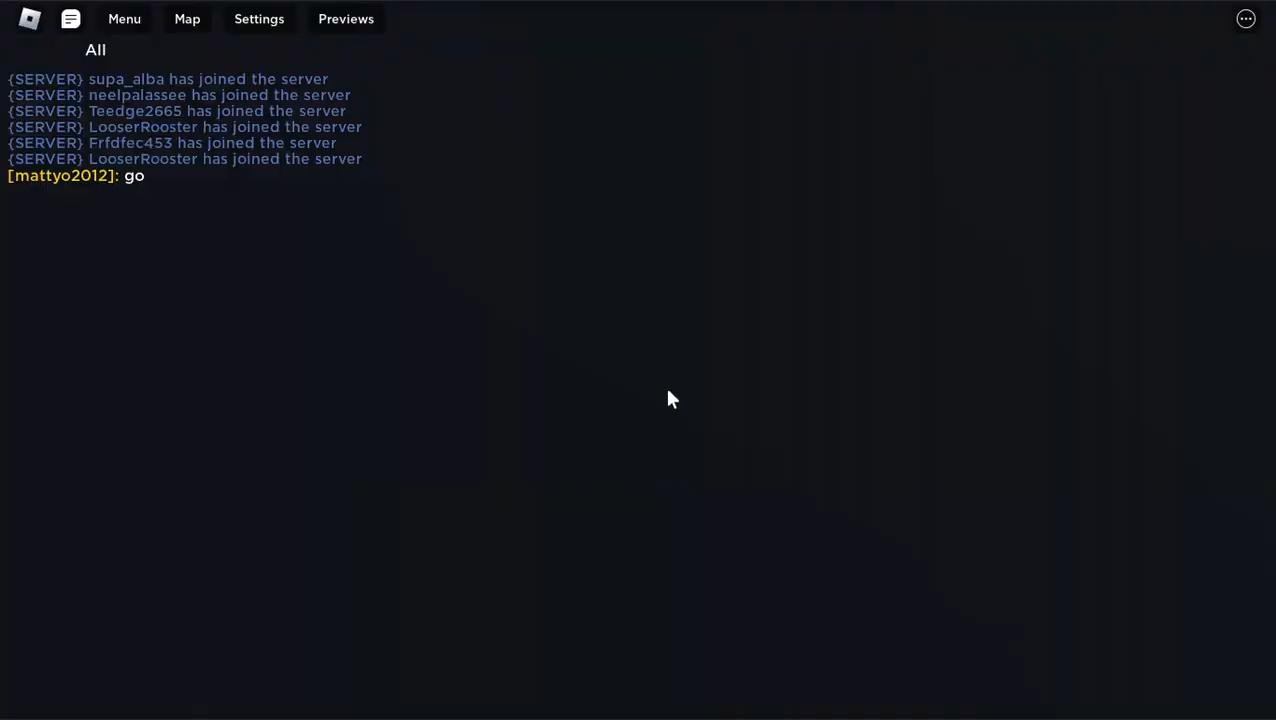 Menu Map Settings Previews
All
{SERVER} supa_alba has joined the server
{SERVER} neelpalassee has joined the server
{SERVER} Teedge2665 has joined the server
{SERVER} LooserRooster has joined the server
{SERVER} Frfdfec453 has joined the server
{SERVER} LooserRooster has joined the server
[mattyo2012]: go